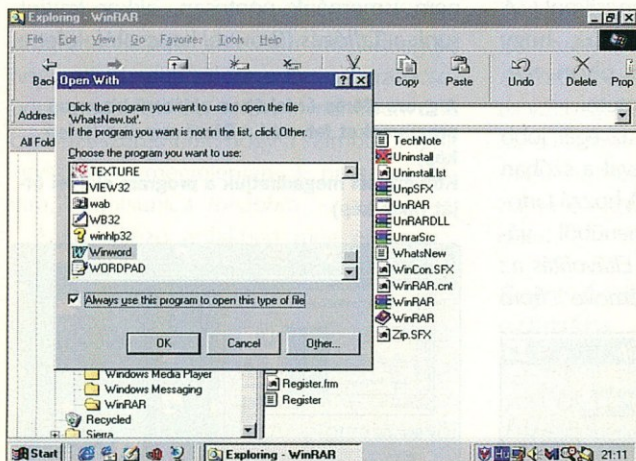 Exploring - WinRAR
File Edit View Go Favorites Tools Help
Back Copy Paste Undo Delete Prop
Address
All Fold
Open With
Click the program you want to use to open the file
'WhatsNew.txt'.
If the program you want is not in the list, click Other.
Choose the program you want to use:
TEXTURE
VIEW32
wab
WB32
winhlp32
Winword
WORDPAD
Always use this program to open this type of file
OK Cancel Other...
TechNote
Uninstall
Uninstall.lst
UnpSFX
UnRAR
UnRARDLL
UnrarSrc
WhatsNew
WinCon.SFX
WinRAR.cnt
WinRAR
WinRAR
Zip.SFX
Register.frm
Register
Windows Media Player
Windows Messaging
WinRAR
Recycled
Sierra
Start Exploring - WinRAR 21:11